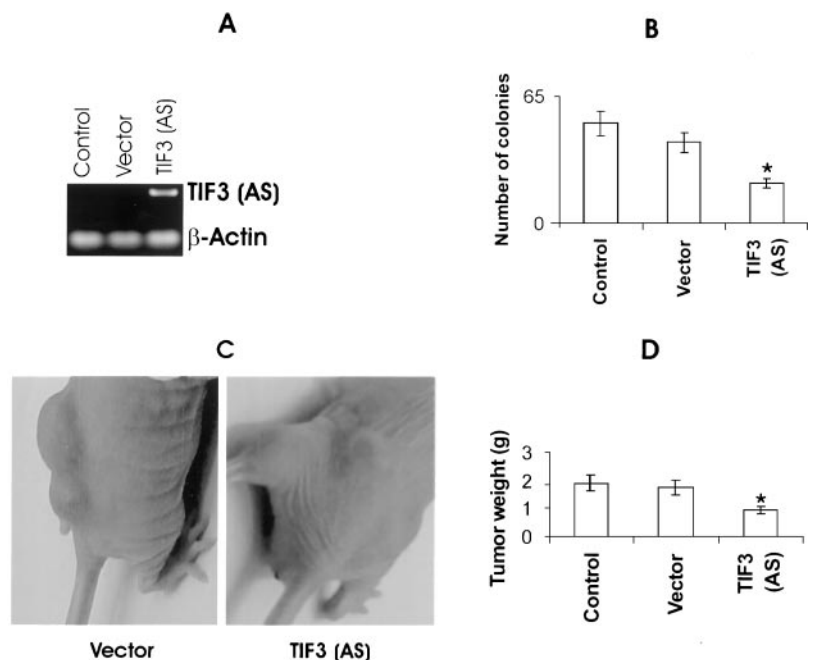 A
Control
Vector
TIF3 (AS)
TIF3 (AS)
β-Actin
B
Number of colonies
65
0
Control
Vector
TIF3
(AS)
*
C
Vector
TIF3 (AS)
D
Tumor weight (g)
3
2
1
0
Control
Vector
TIF3
(AS)
*